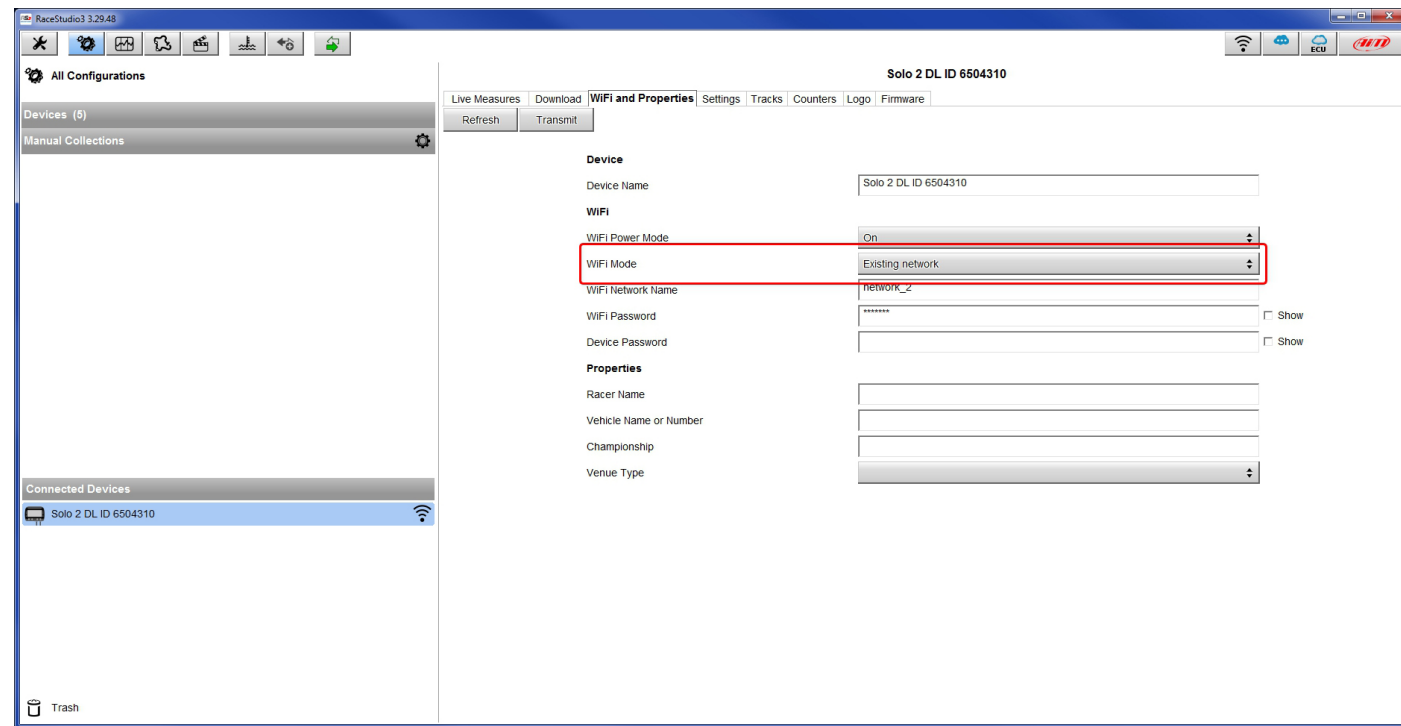 RaceStudio3 3.29.48
ECU
AiM
All Configurations
Devices (5)
Manual Collections
Connected Devices
Solo 2 DL ID 6504310
Trash
Solo 2 DL ID 6504310
Live Measures Download WiFi and Properties Settings Tracks Counters Logo Firmware
Refresh Transmit
Device
Device Name Solo 2 DL ID 6504310
WiFi
WiFi Power Mode On
WiFi Mode Existing network
WiFi Network Name network_2
WiFi Password ******* Show
Device Password Show
Properties
Racer Name
Vehicle Name or Number
Championship
Venue Type